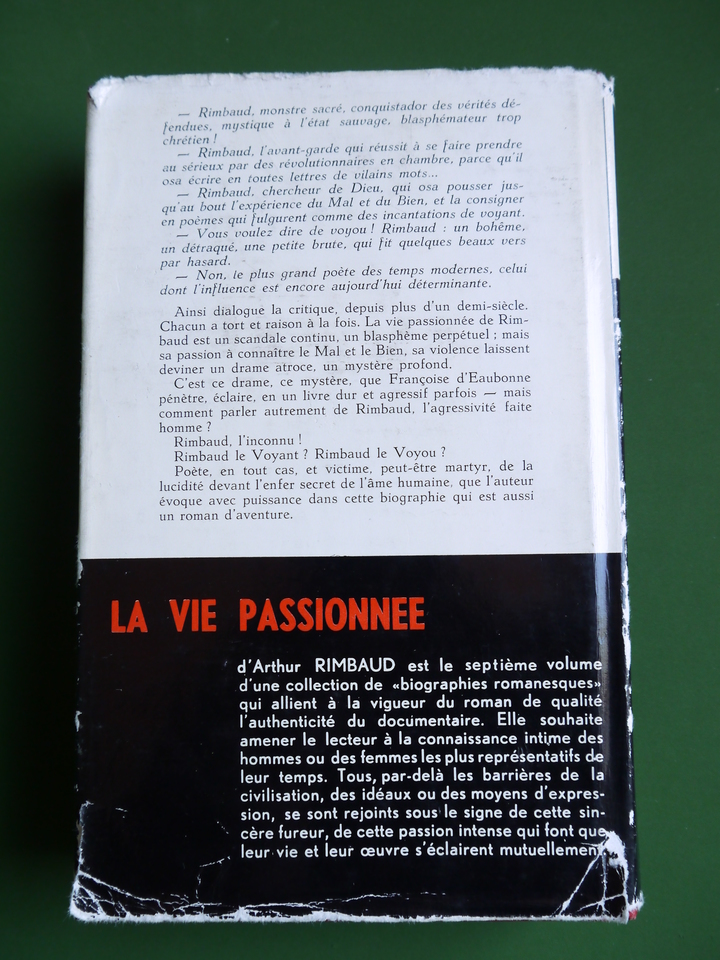 — Rimbaud, monstre sacré, conquistador des vérités dé-
fendues, mystique à l'état sauvage, blasphémateur trop
chrétien !
— Rimbaud, l'avant-garde qui réussit à se faire prendre
au sérieux par des révolutionnaires en chambre, parce qu'il
osa écrire en toutes lettres de vilains mots...
— Rimbaud, chercheur de Dieu, qui osa pousser jus-
qu'au bout l'expérience du Mal et du Bien, et la consigner
en poèmes qui fulgurent comme des incantations de voyant.
— Vous voulez dire de voyou ! Rimbaud : un bohême,
un détraqué, une petite brute, qui fit quelques beaux vers
par hasard.
— Non, le plus grand poète des temps modernes, celui
dont l'influence est encore aujourd'hui déterminante.
Ainsi dialogue la critique, depuis plus d'un demi-siècle.
Chacun a tort et raison à la fois. La vie passionnée de Rim-
baud est un scandale continu, un blasphème perpétuel ; mais
sa passion à connaître le Mal et le Bien, sa violence laissent
deviner un drame atroce, un mystère profond.
C'est ce drame, ce mystère, que Françoise d'Eaubonne
pénètre, éclaire, en un livre dur et agressif parfois — mais
comment parler autrement de Rimbaud, l'agressivité faite
homme ?
Rimbaud, l'inconnu !
Rimbaud le Voyant ? Rimbaud le Voyou ?
Poète, en tout cas, et victime, peut-être martyr, de la
lucidité devant l'enfer secret de l'âme humaine, que l'auteur
évoque avec puissance dans cette biographie qui est aussi
un roman d'aventure.
LA VIE PASSIONNEE
d'Arthur RIMBAUD est le septième volume
d'une collection de «biographies romanesques»
qui allient à la vigueur du roman de qualité
l'authenticité du documentaire. Elle souhaite
amener le lecteur à la connaissance intime des
hommes ou des femmes les plus représentatifs de
leur temps. Tous, par-delà les barrières de la
civilisation, des idéaux ou des moyens d'expres-
sion, se sont rejoints sous le signe de cette sin-
cère fureur, de cette passion intense qui font que
leur vie et leur œuvre s'éclairent mutuellement.